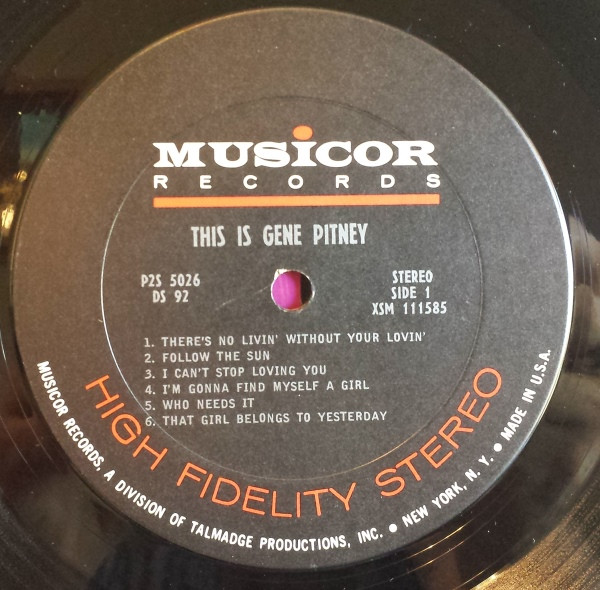 MUSICOR
RECORDS
THIS IS GENE PITNEY
P2S 5026
DS 92
STEREO
SIDE 1
XSM 111585
1. THERE'S NO LIVIN' WITHOUT YOUR LOVIN'
2. FOLLOW THE SUN
3. I CAN'T STOP LOVING YOU
4. I'M GONNA FIND MYSELF A GIRL
5. WHO NEEDS IT
6. THAT GIRL BELONGS TO YESTERDAY
HIGH FIDELITY STEREO
MUSICOR RECORDS, A DIVISION OF TALMADGE PRODUCTIONS, INC. ● NEW YORK, N. Y. ● MADE IN U.S.A.